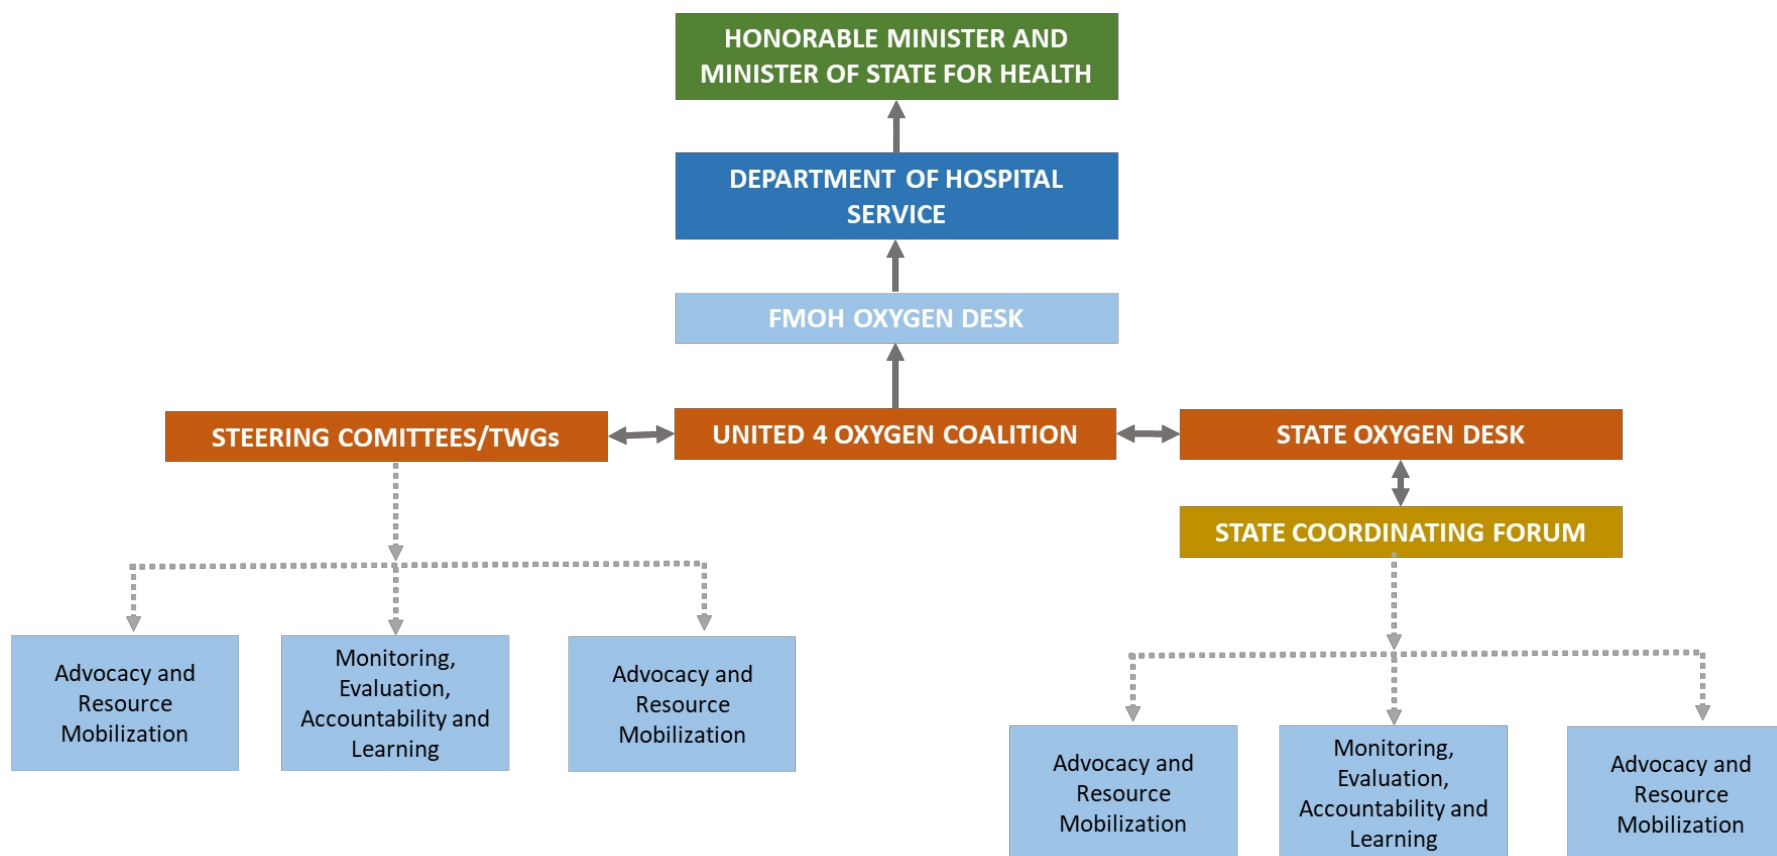 HONORABLE MINISTER AND
MINISTER OF STATE FOR HEALTH
DEPARTMENT OF HOSPITAL
SERVICE
FMOH OXYGEN DESK
STEERING COMITTEES/TWGs
UNITED 4 OXYGEN COALITION
STATE OXYGEN DESK
STATE COORDINATING FORUM
Advocacy and
Resource
Mobilization
Monitoring,
Evaluation,
Accountability and
Learning
Advocacy and
Resource
Mobilization
Advocacy and
Resource
Mobilization
Monitoring,
Evaluation,
Accountability and
Learning
Advocacy and
Resource
Mobilization